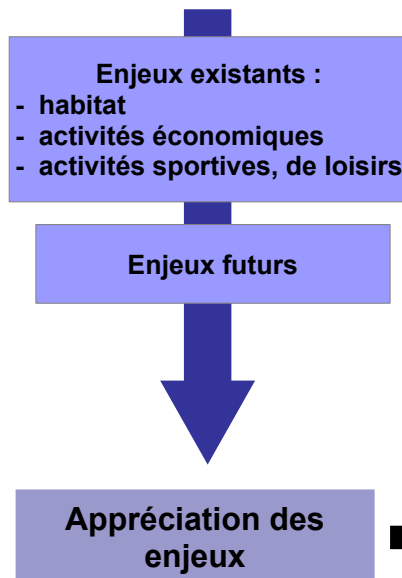 Enjeux existants :
- habitat
- activités économiques
- activités sportives, de loisirs
Enjeux futurs
Appréciation des
enjeux